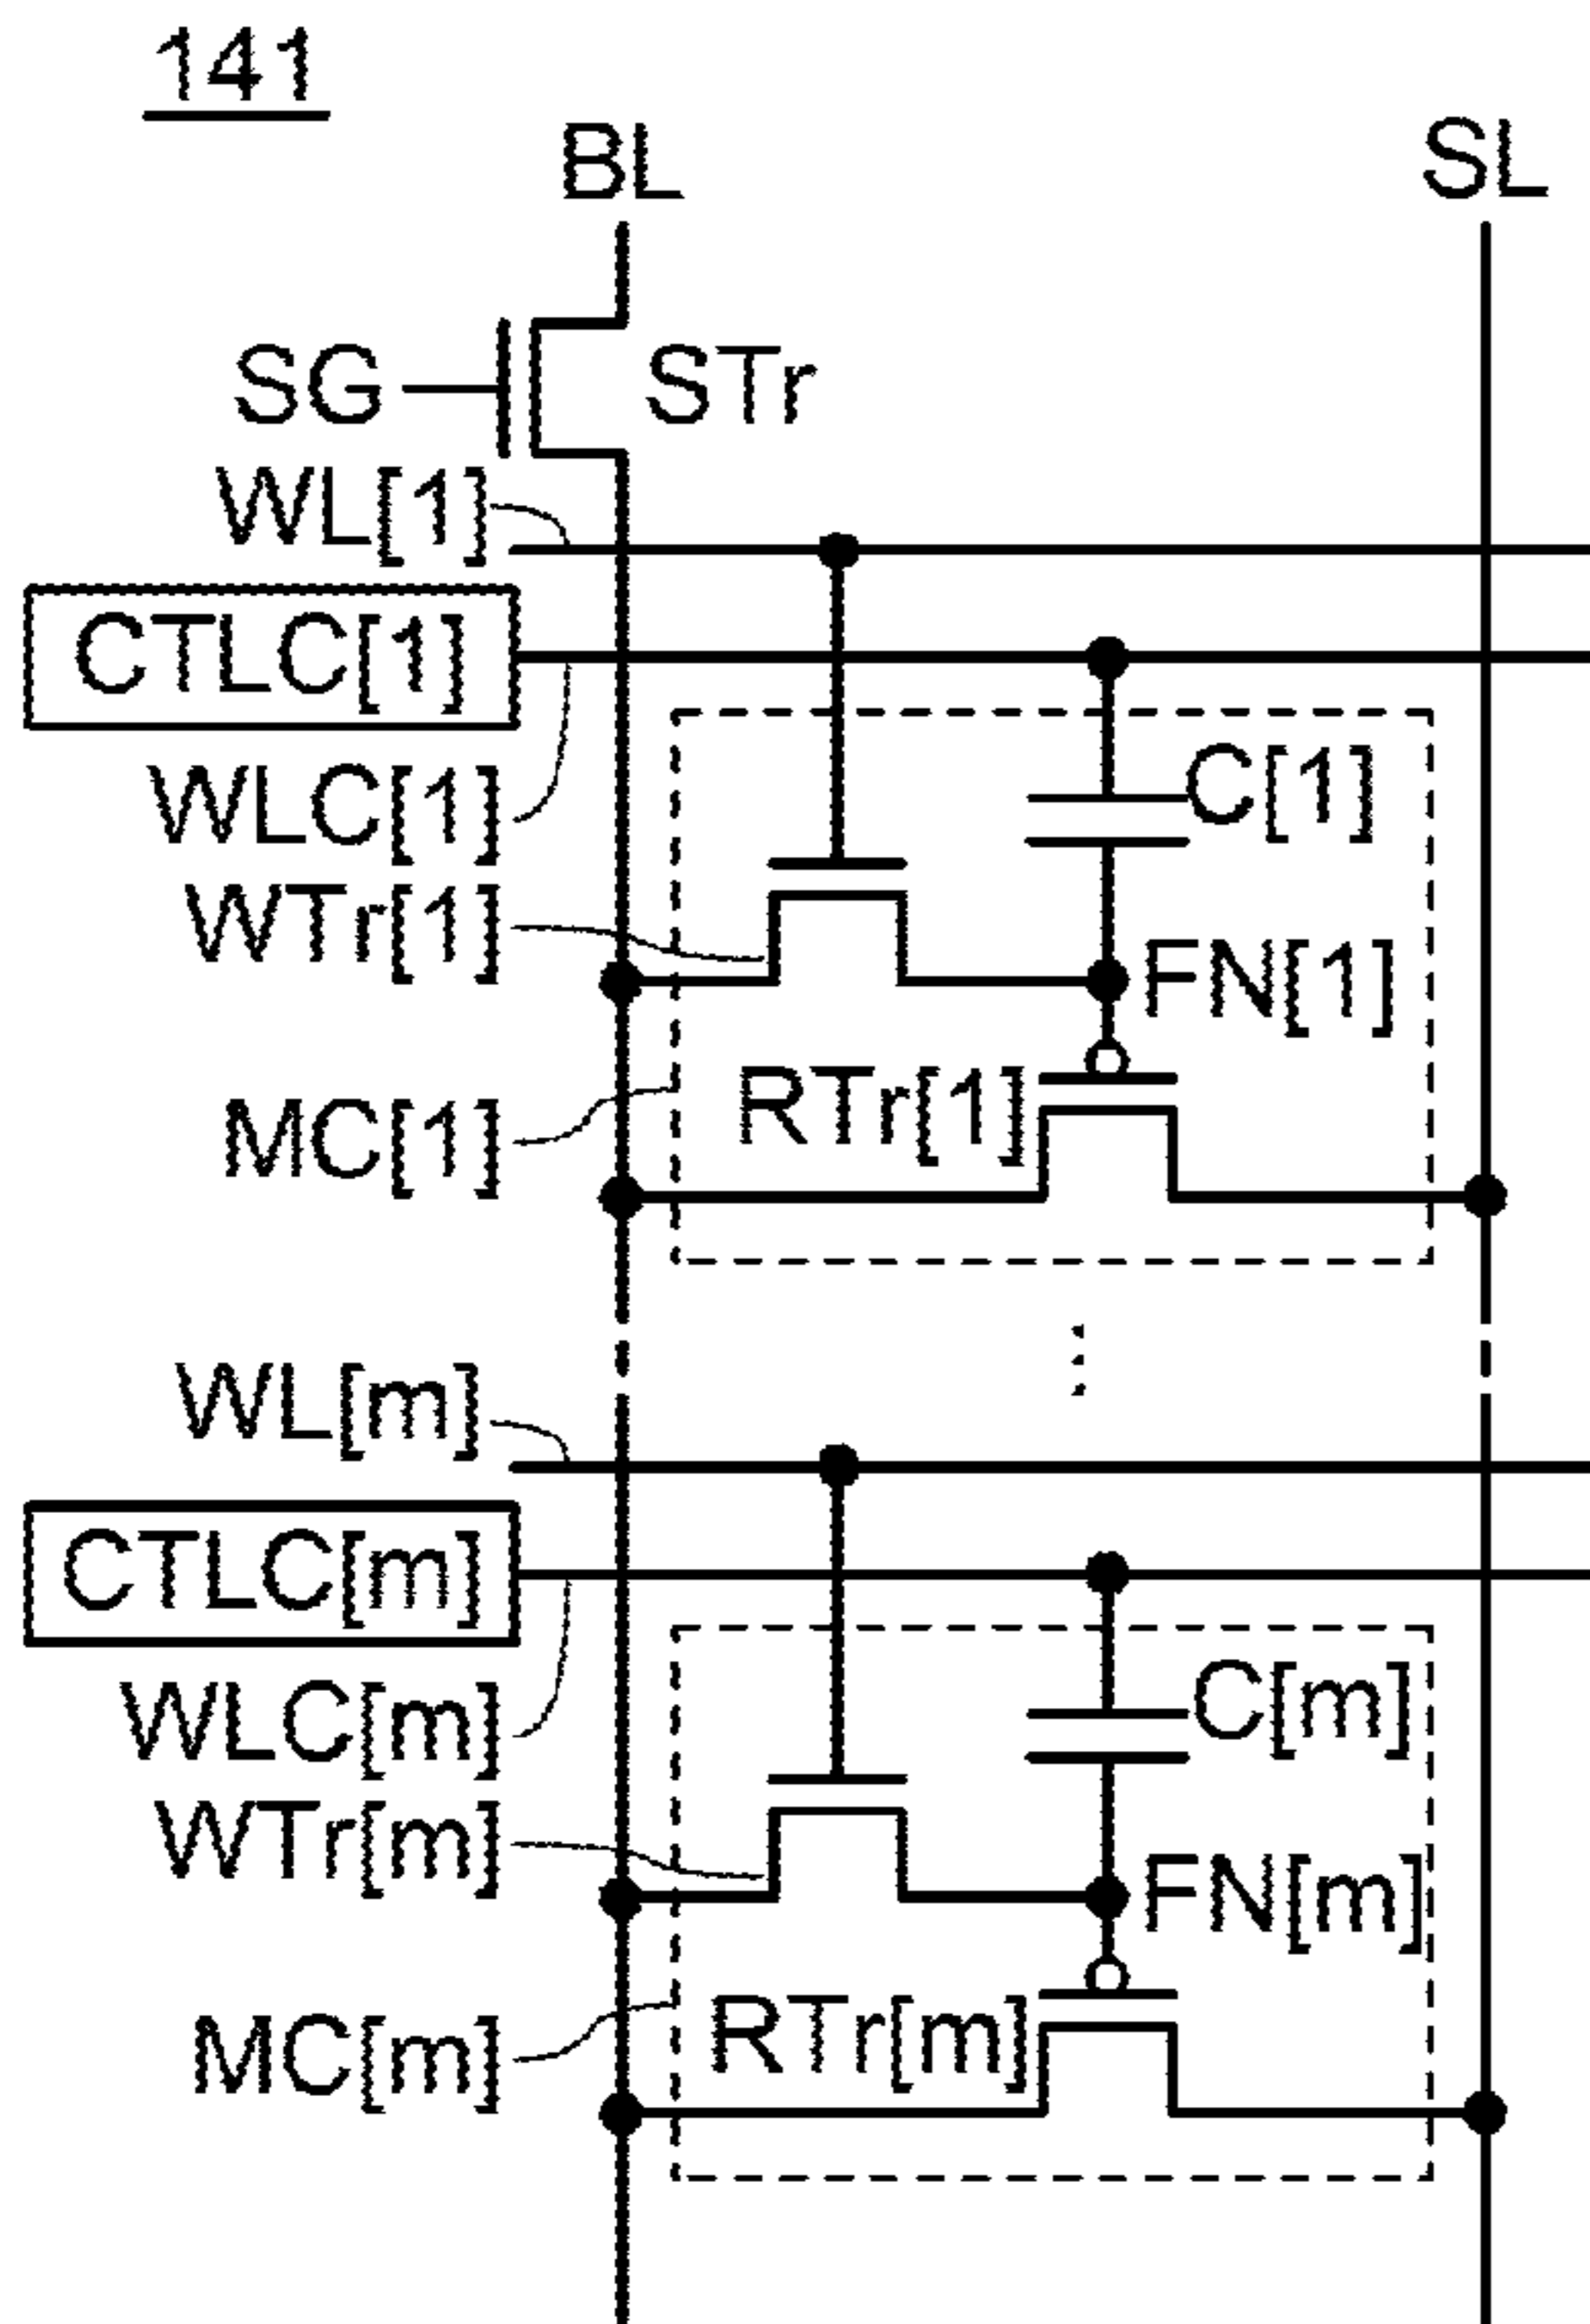 141
BL SL
SG STr
WL[1]
CTLC[1]
WLC[1] C[1]
WTr[1] FN[1]
MC[1] RTr[1]
WL[m]
CTLC[m]
WLC[m] C[m]
WTr[m] FN[m]
MC[m] RTr[m]